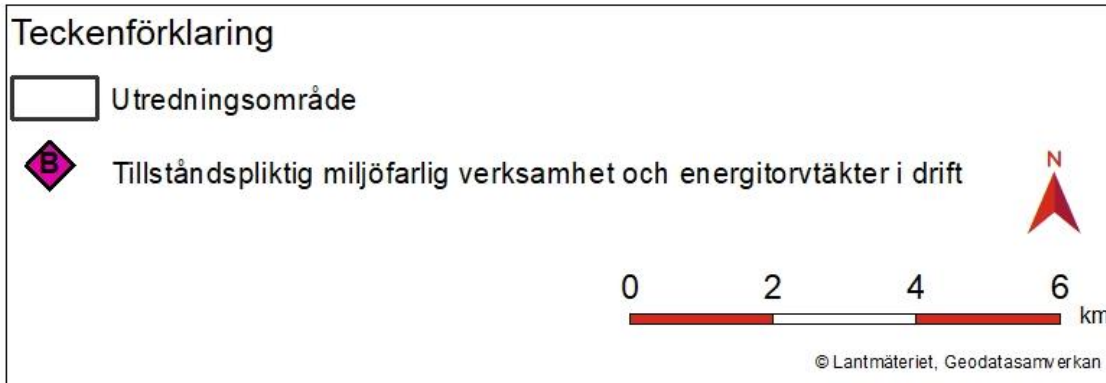 Teckenförklaring
Utredningsområde
B Tillståndspliktig miljöfarlig verksamhet och energitorvtäkter i drift
N
0 2 4 6
km
© Lantmäteriet, Geodatasamverkan